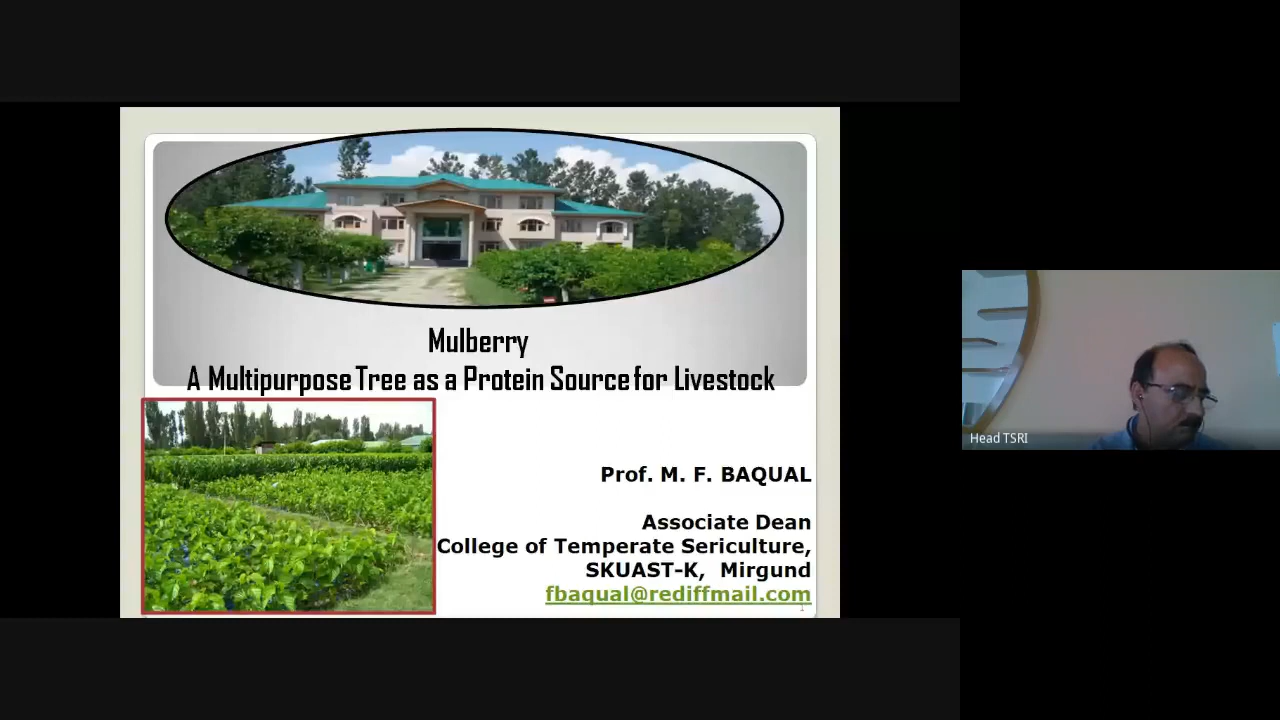 Mulberry
A Multipurpose Tree as a Protein Source for Livestock
Prof. M. F. BAQUAL
Associate Dean
College of Temperate Sericulture,
SKUAST-K, Mirgund
fbaqual@rediffmail.com
1
Head TSRI